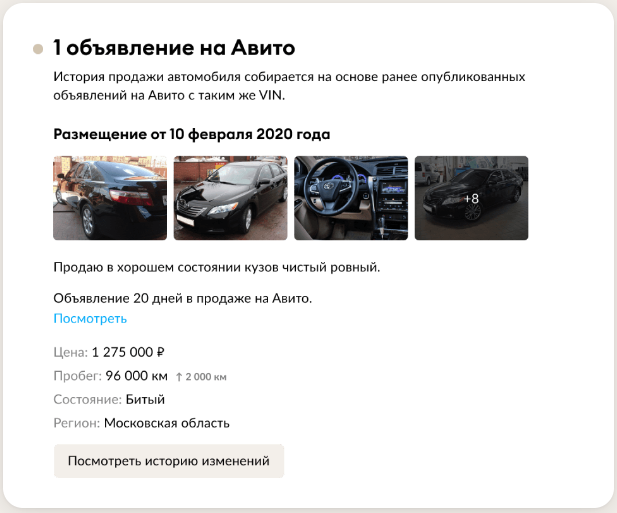 1 объявление на Авито
История продажи автомобиля собирается на основе ранее опубликованных
объявлений на Авито с таким же VIN.
Размещение от 10 февраля 2020 года
+8
Продаю в хорошем состоянии кузов чистый ровный.
Объявление 20 дней в продаже на Авито.
Посмотреть
Цена: 1 275 000 ₽
Пробег: 96 000 км ↑ 2 000 км
Состояние: Битый
Регион: Московская область
Посмотреть историю изменений